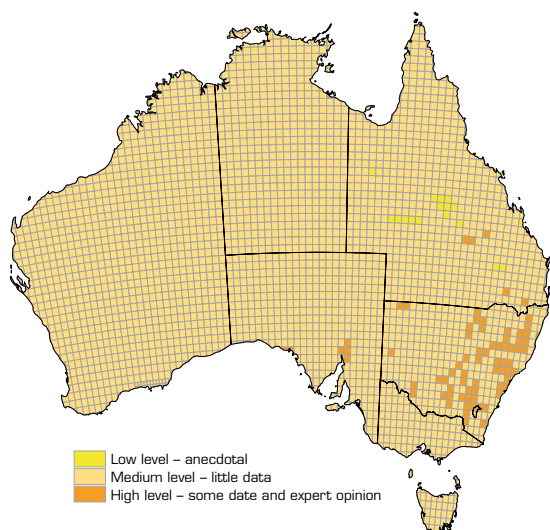 Low level – anecdotal
Medium level – little data
High level – some date and expert opinion